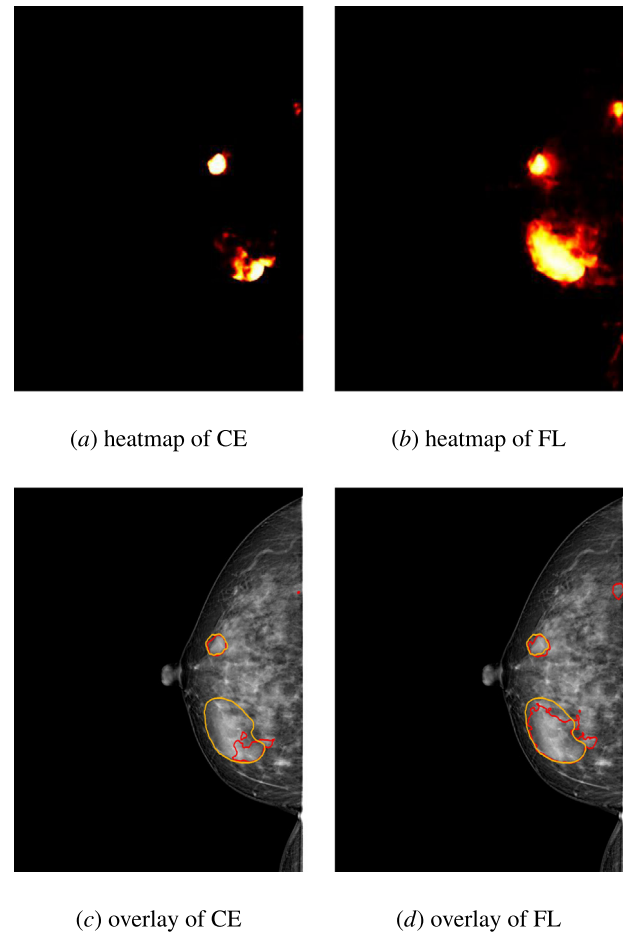 (a) heatmap of CE
(b) heatmap of FL
(c) overlay of CE
(d) overlay of FL